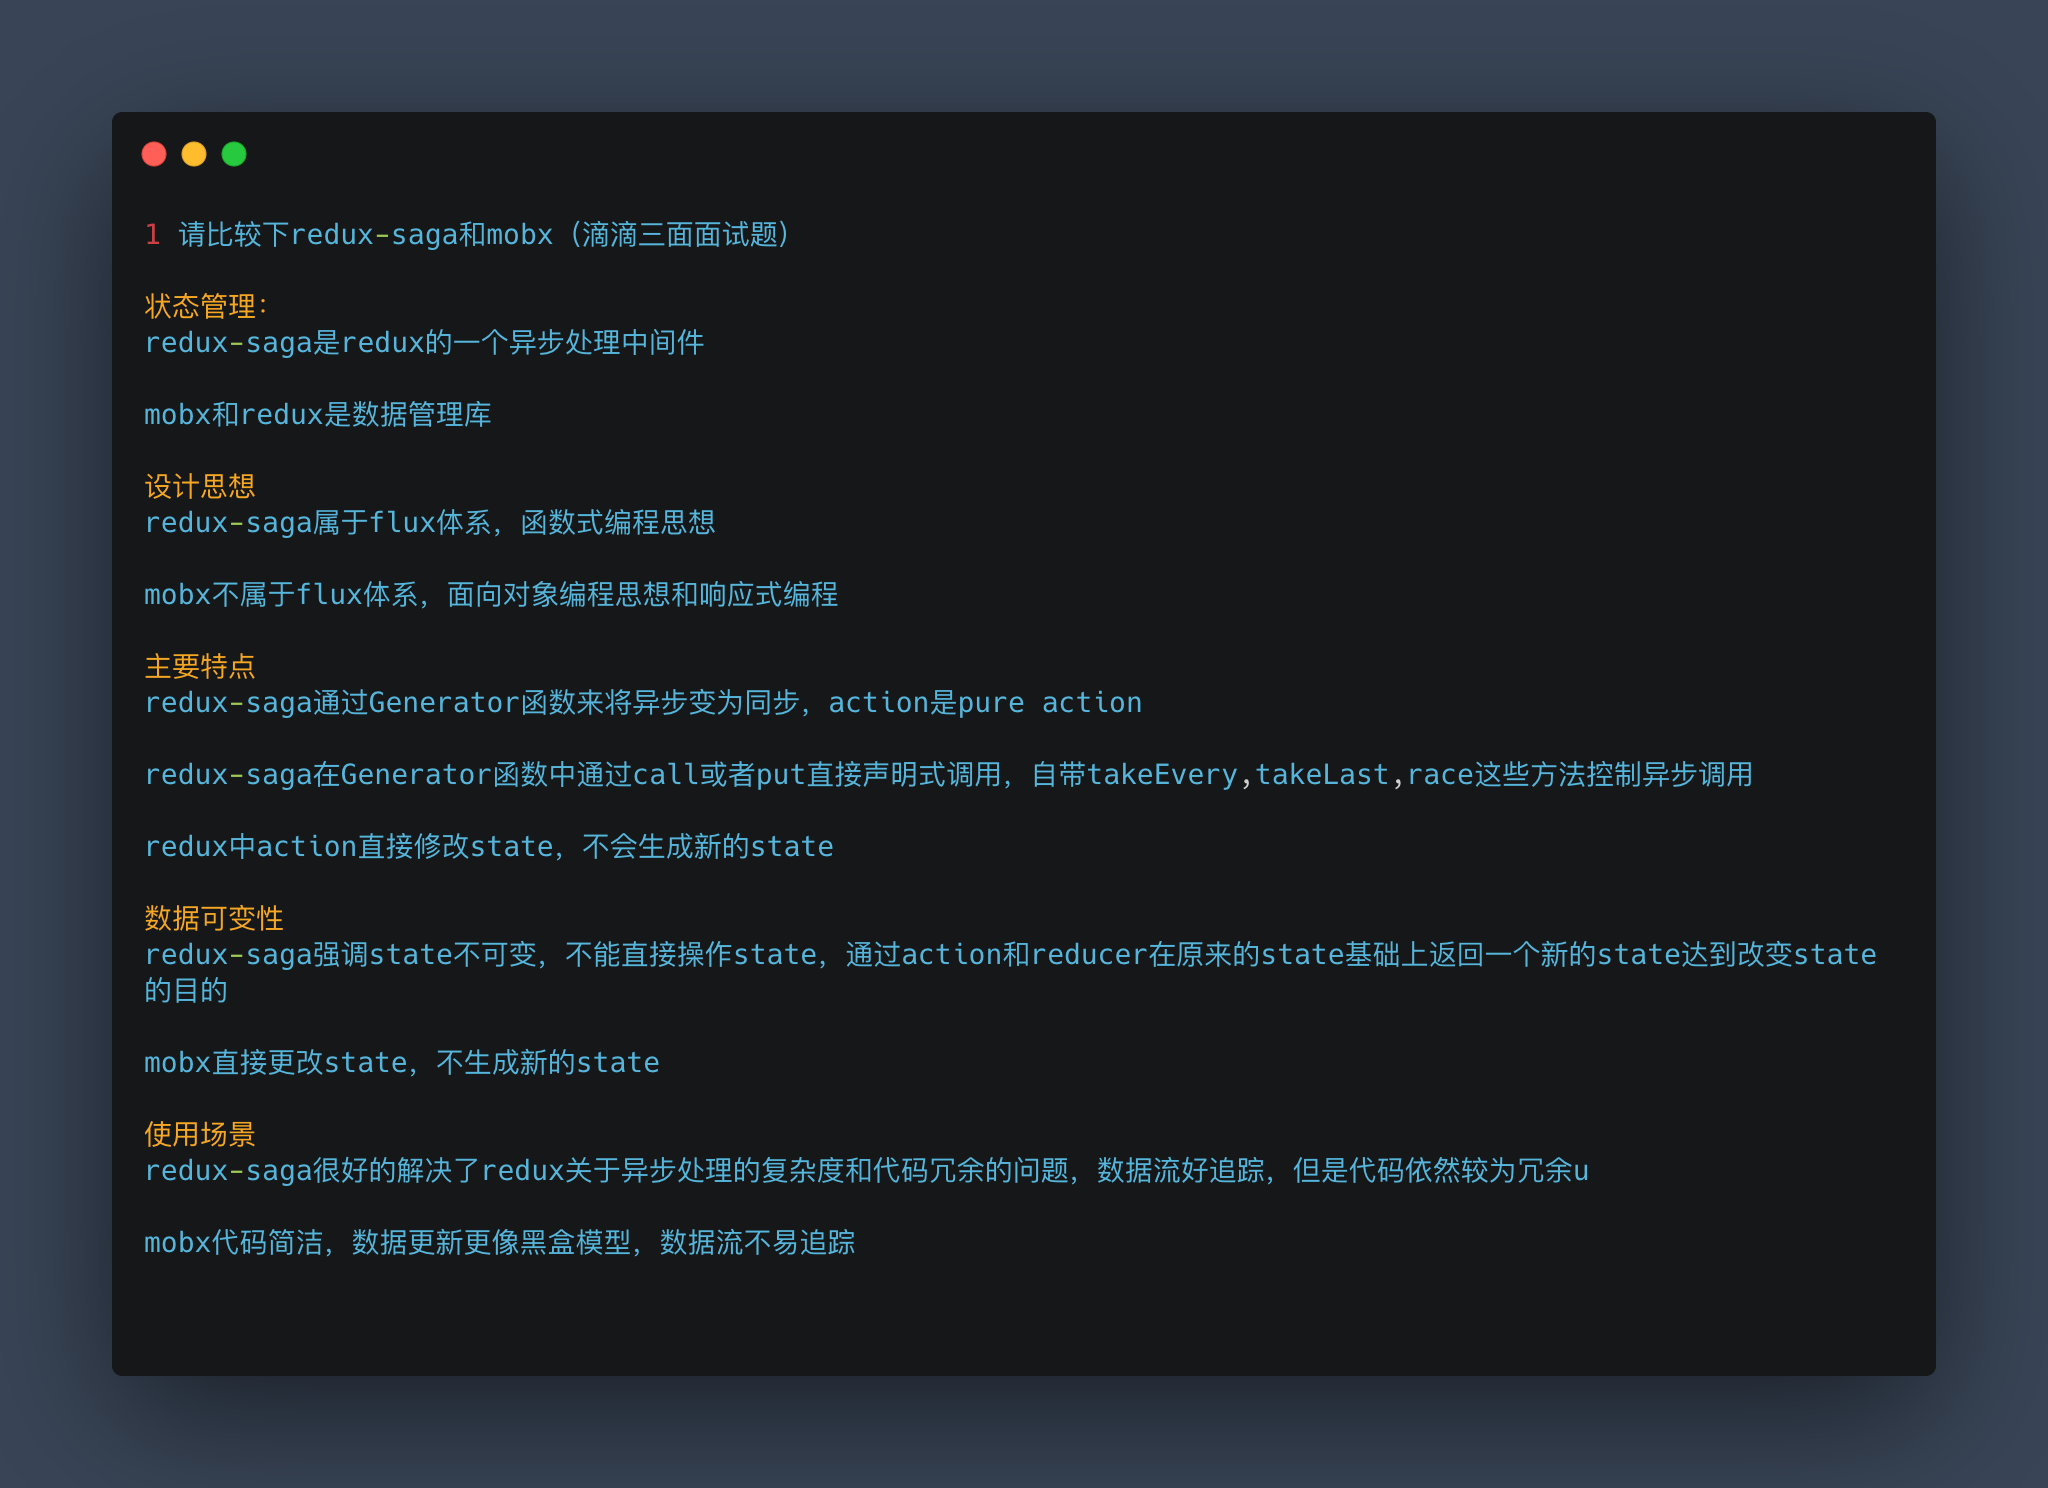 1 请比较下redux-saga和mobx（滴滴三面面试题）
状态管理：
redux-saga是redux的一个异步处理中间件
mobx和redux是数据管理库
设计思想
redux-saga属于flux体系，函数式编程思想
mobx不属于flux体系，面向对象编程思想和响应式编程
主要特点
redux-saga通过Generator函数来将异步变为同步，action是pure action
redux-saga在Generator函数中通过call或者put直接声明式调用，自带takeEvery,takeLast,race这些方法控制异步调用
redux中action直接修改state，不会生成新的state
数据可变性
redux-saga强调state不可变，不能直接操作state，通过action和reducer在原来的state基础上返回一个新的state达到改变state
的目的
mobx直接更改state，不生成新的state
使用场景
redux-saga很好的解决了redux关于异步处理的复杂度和代码冗余的问题，数据流好追踪，但是代码依然较为冗余u
mobx代码简洁，数据更新更像黑盒模型，数据流不易追踪